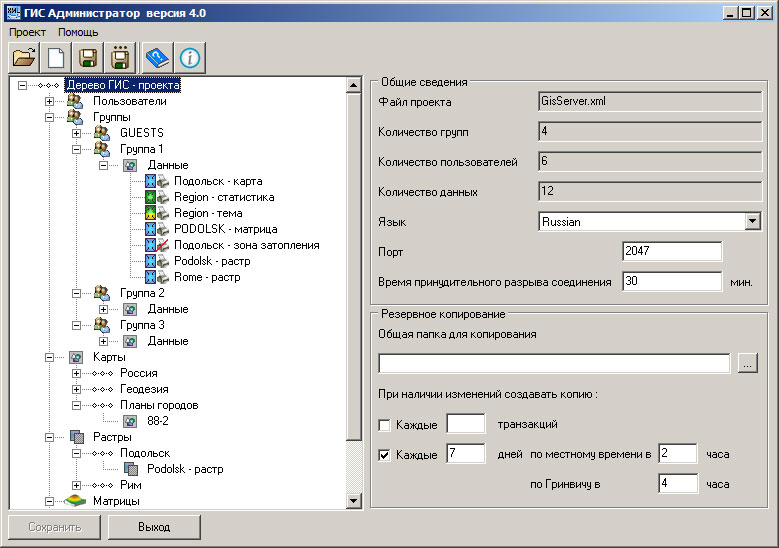 ГИС Администратор версия 4.0
Проект Помощь
Дерево ГИС - проекта
Пользователи
Группы
GUESTS
Группа 1
Данные
Подольск - карта
Region - статистика
Region - тема
PODOLSK - матрица
Подольск - зона затопления
Podolsk - растр
Rome - растр
Группа 2
Данные
Группа 3
Данные
Карты
Россия
Геодезия
Планы городов
88-2
Растры
Подольск
Podolsk - растр
Рим
Матрицы
Общие сведения
Файл проекта GisServer.xml
Количество групп 4
Количество пользователей 6
Количество данных 12
Язык Russian
Порт 2047
Время принудительного разрыва соединения 30 мин.
Резервное копирование
Общая папка для копирования
...
При наличии изменений создавать копию :
Каждые транзакций
Каждые 7 дней по местному времени в 2 часа
по Гринвичу в 4 часа
Сохранить Выход